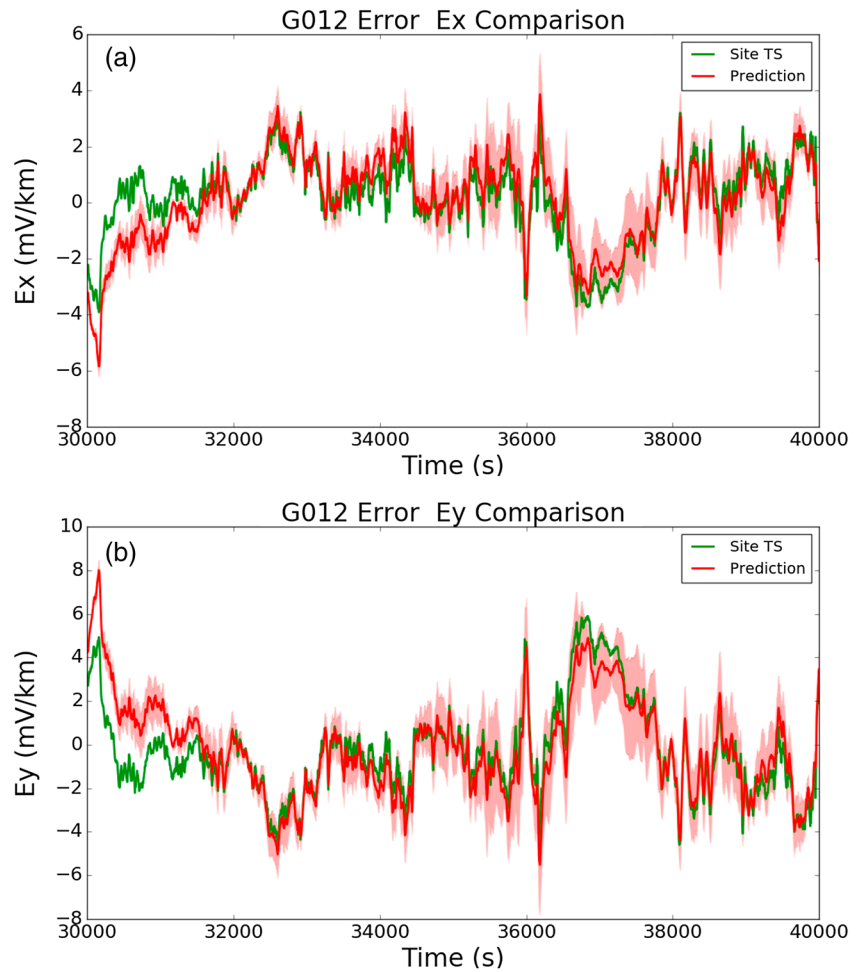 G012 Error  Ex Comparison
(a)
Site TS
Prediction
6
4
2
0
−2
−4
−6
−8
Ex (mV/km)
30000 32000 34000 36000 38000 40000
Time (s)
G012 Error  Ey Comparison
(b)
Site TS
Prediction
10
8
6
4
2
0
−2
−4
−6
−8
Ey (mV/km)
30000 32000 34000 36000 38000 40000
Time (s)